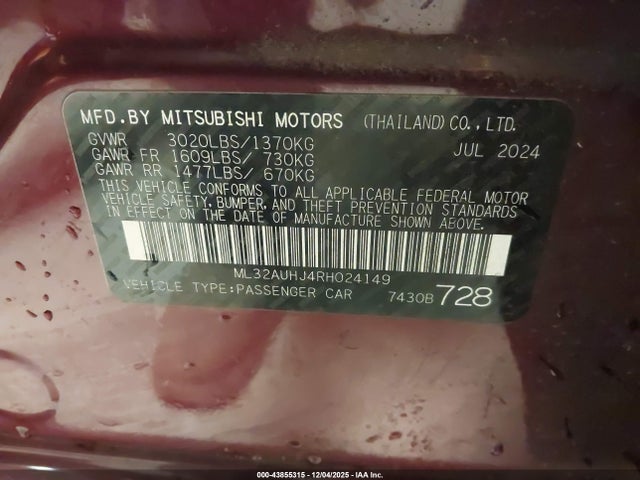 MFD.BY MITSUBISHI MOTORS (THAILAND) CO.,LTD.
GVWR 3020LBS/1370KG JUL 2024
GAWR FR 1609LBS/ 730KG
GAWR RR 1477LBS/ 670KG
THIS VEHICLE CONFORMS TO ALL APPLICABLE FEDERAL MOTOR
VEHICLE SAFETY, BUMPER, AND THEFT PREVENTION STANDARDS
IN EFFECT ON THE DATE OF MANUFACTURE SHOWN ABOVE.
ML32AUHJ4RH024149
VEHICLE TYPE:PASSENGER CAR 7430B 728
000-43855315 - 12/04/2025 - IAA Inc.